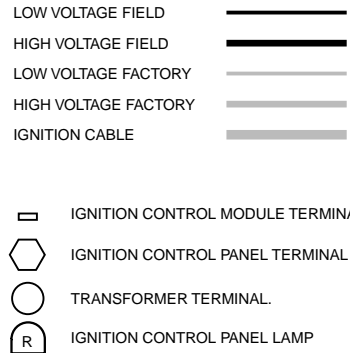 LOW VOLTAGE FIELD
HIGH VOLTAGE FIELD
LOW VOLTAGE FACTORY
HIGH VOLTAGE FACTORY
IGNITION CABLE
IGNITION CONTROL MODULE
IGNITION CONTROL PANEL TERMINAL
TRANSFORMER TERMINAL.
R IGNITION CONTROL PANEL LAMP